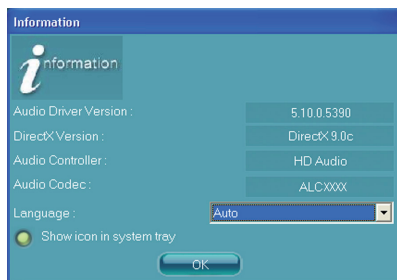 Information
information
Audio Driver Version : 5.10.0.5390
DirectX Version : DirectX 9.0c
Audio Controller : HD Audio
Audio Codec : ALCXXXX
Language : Auto
Show icon in system tray
OK